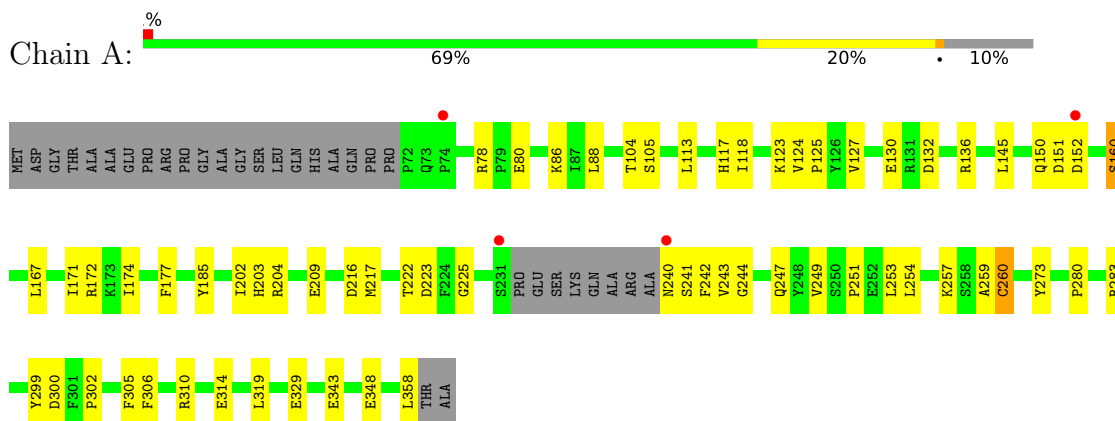 .%
Chain A:
69% 20% • 10%
MET ASP GLY THR ALA ALA GLU PRO ARG PRO GLY ALA GLY SER LEU GLN HIS ALA GLN PRO PRO P72 Q73 P74 R78 P79 E80 K86 I87 L88 T104 S105 L113 H117 I118 K123 V124 P125 Y126 V127 E130 R131 D132 R136 L145 Q150 D151 D152 S160
L167 I171 R172 K173 I174 F177 Y185 I202 H203 R204 E209 D216 M217 T222 D223 F224 G225 S231 PRO GLU SER LYS GLN ALA ARG ALA N240 S241 F242 V243 G244 Q247 Y248 V249 S250 P251 E252 L253 L254 K257 S258 A259 C260 Y273 P280
Y299 D300 F301 P302 F305 F306 R310 E314 L319 E329 E343 E348 L358 THR ALA